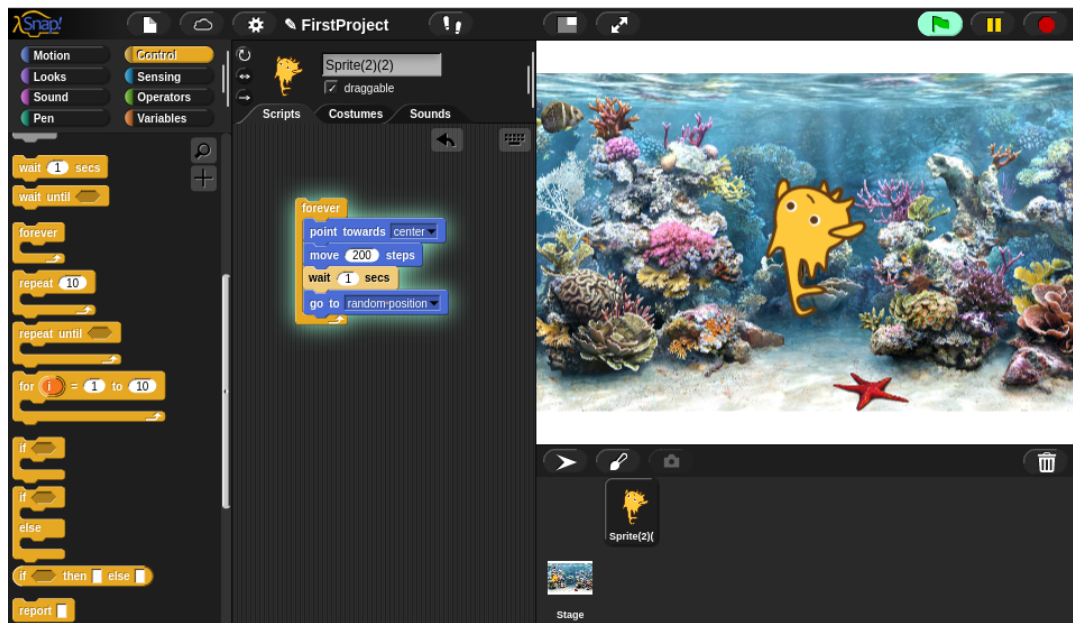 Snap!
FirstProject
Motion
Control
Looks
Sensing
Sound
Operators
Pen
Variables
wait 1 secs
wait until
forever
repeat 10
repeat until
for i = 1 to 10
if
if
else
if then else
report
Sprite(2)(2)
draggable
Scripts Costumes Sounds
forever
point towards center
move 200 steps
wait 1 secs
go to random position
Sprite(2)(
Stage